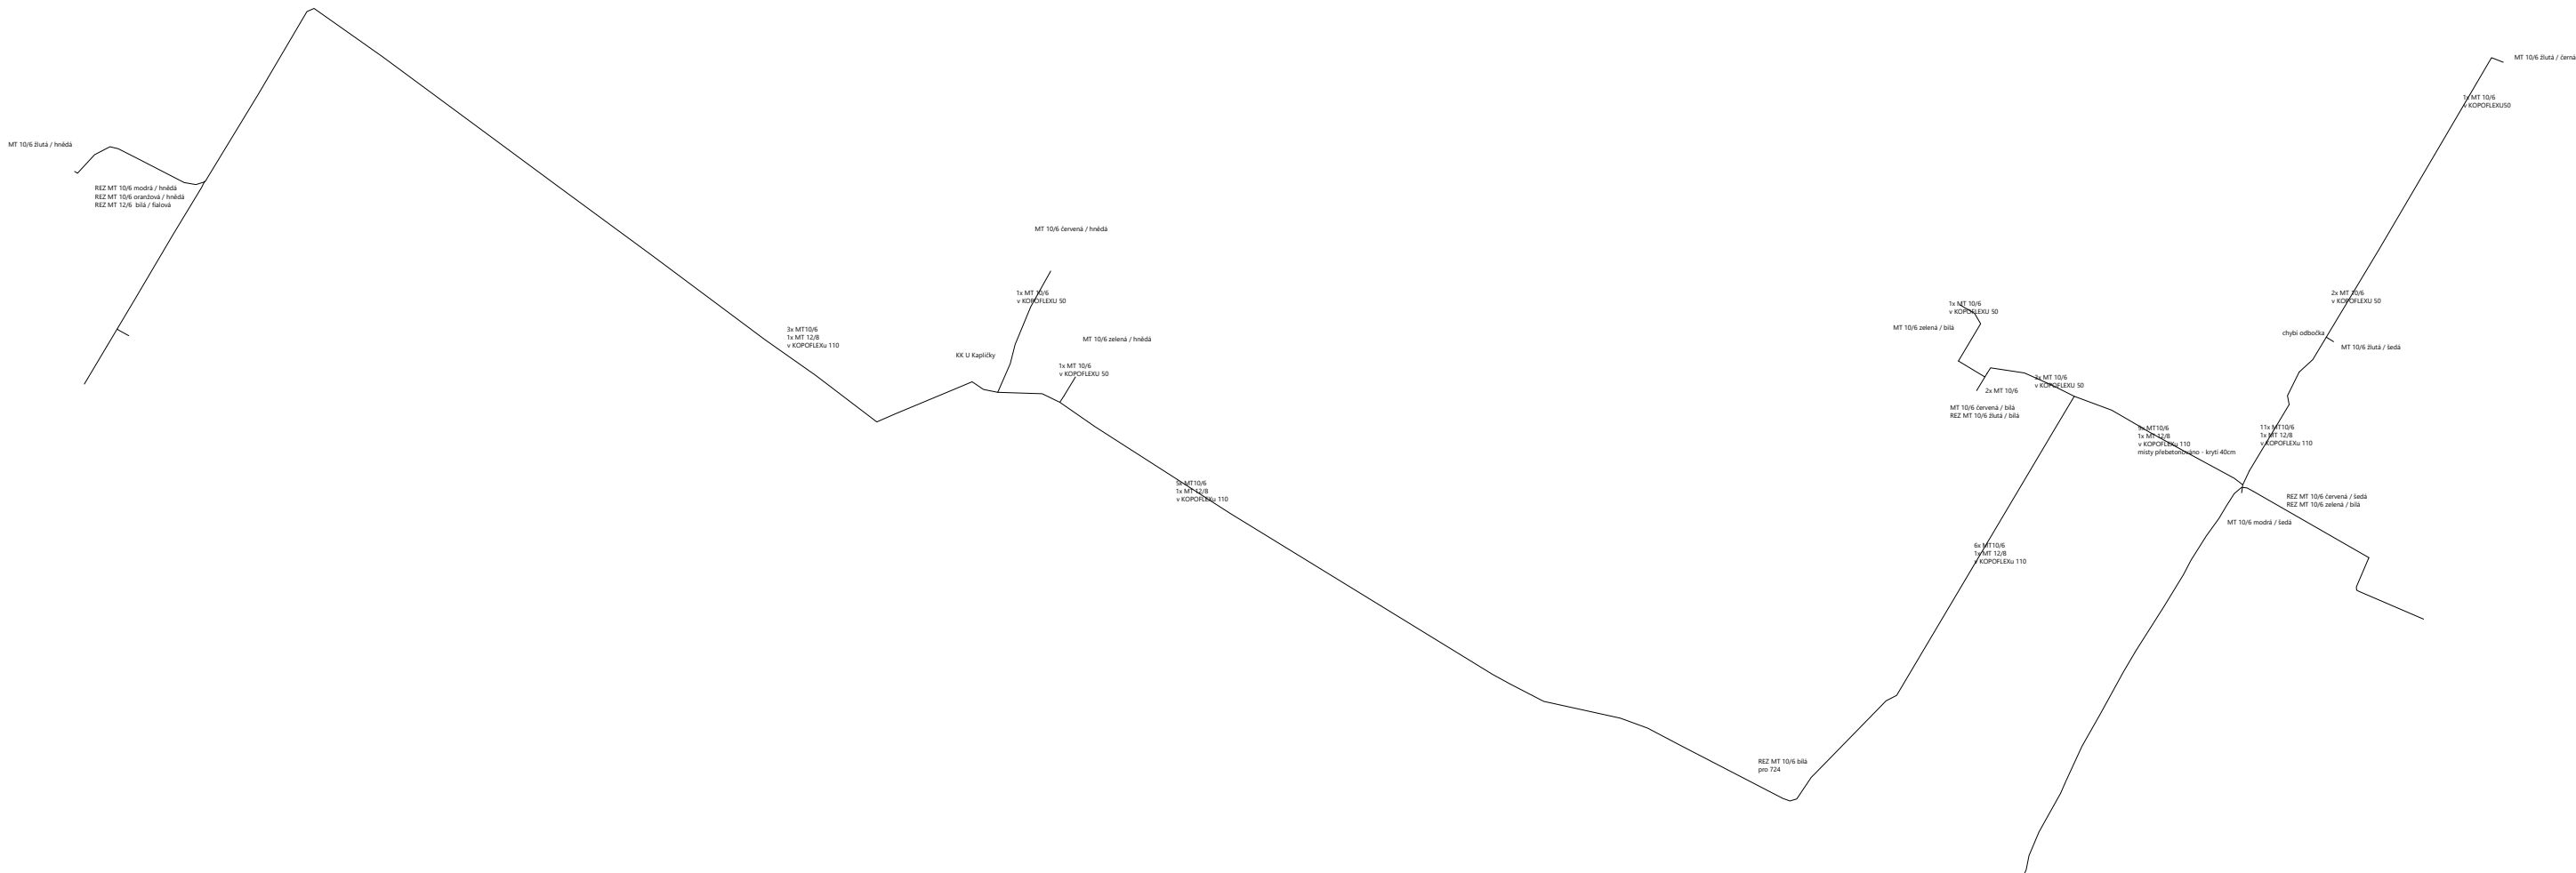 MT 10/6 žlutá / černá
1x MT 10/6
v KOPOFLEXU50
MT 10/6 žlutá / hnědá
REZ MT 10/6 modrá / hnědá
REZ MT 10/6 oranžová / hnědá
REZ MT 12/6  bílá / fialová
MT 10/6 červená / hnědá
1x MT 10/6
v KOPOFLEXU 50
3x MT10/6
1x MT 12/8
v KOPOFLEXu 110
KK U Kapličky
MT 10/6 zelená / hnědá
1x MT 10/6
v KOPOFLEXU 50
5x MT10/6
1x MT 12/8
v KOPOFLEXu 110
1x MT 10/6
v KOPOFLEXU 50
MT 10/6 zelená / bílá
2x MT 10/6
MT 10/6 červená / bílá
REZ MT 10/6 žlutá / bílá
3x MT 10/6
v KOPOFLEXU 50
2x MT 10/6
v KOPOFLEXU 50
chybí odbočka
MT 10/6 žlutá / šedá
9x MT10/6
1x MT 12/8
v KOPOFLEXu 110
místy přebetonováno - krytí 40cm
11x MT10/6
1x MT 12/8
v KOPOFLEXu 110
REZ MT 10/6 červená / šedá
REZ MT 10/6 zelená / bílá
MT 10/6 modrá / šedá
6x MT10/6
1x MT 12/8
v KOPOFLEXu 110
REZ MT 10/6 bílá
pro 724